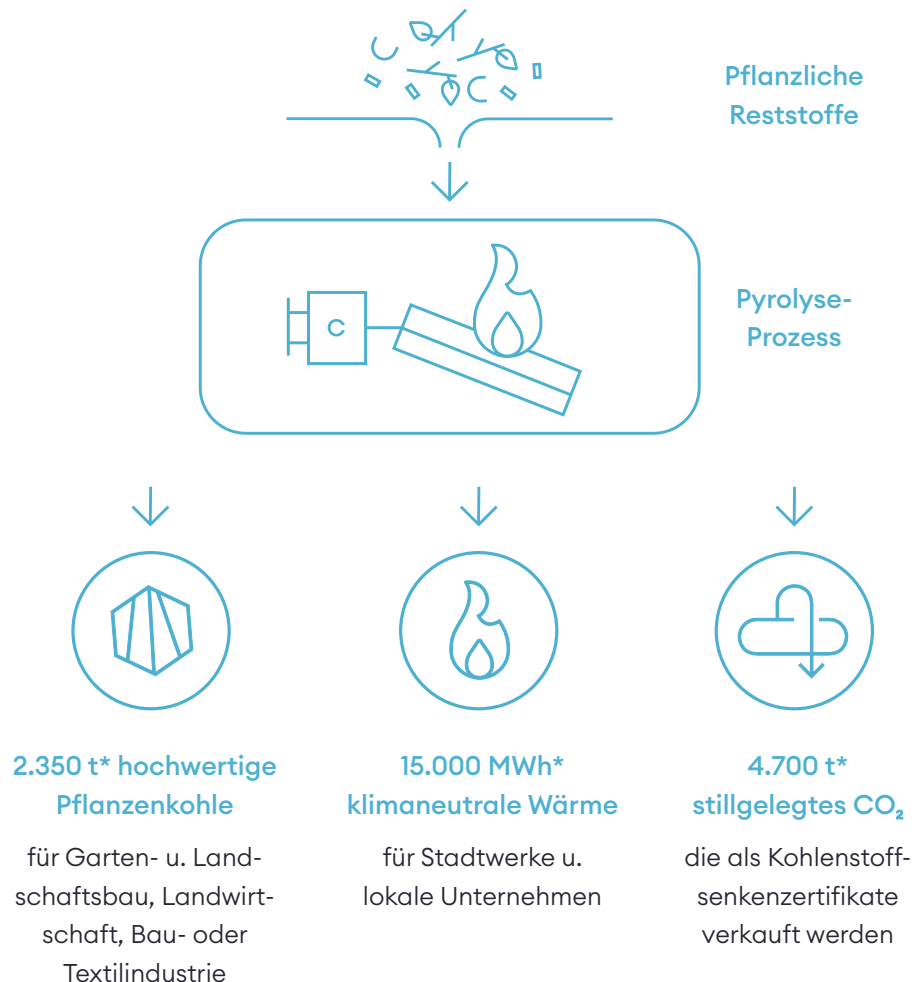 Pflanzliche
Reststoffe
Pyrolyse-
Prozess
C
2.350 t* hochwertige
Pflanzenkohle
für Garten- u. Land-
schaftsbau, Landwirt-
schaft, Bau- oder
Textilindustrie
15.000 MWh*
klimaneutrale Wärme
für Stadtwerke u.
lokale Unternehmen
4.700 t*
stillgelegtes CO₂
die als Kohlenstoff-
senkenzertifikate
verkauft werden